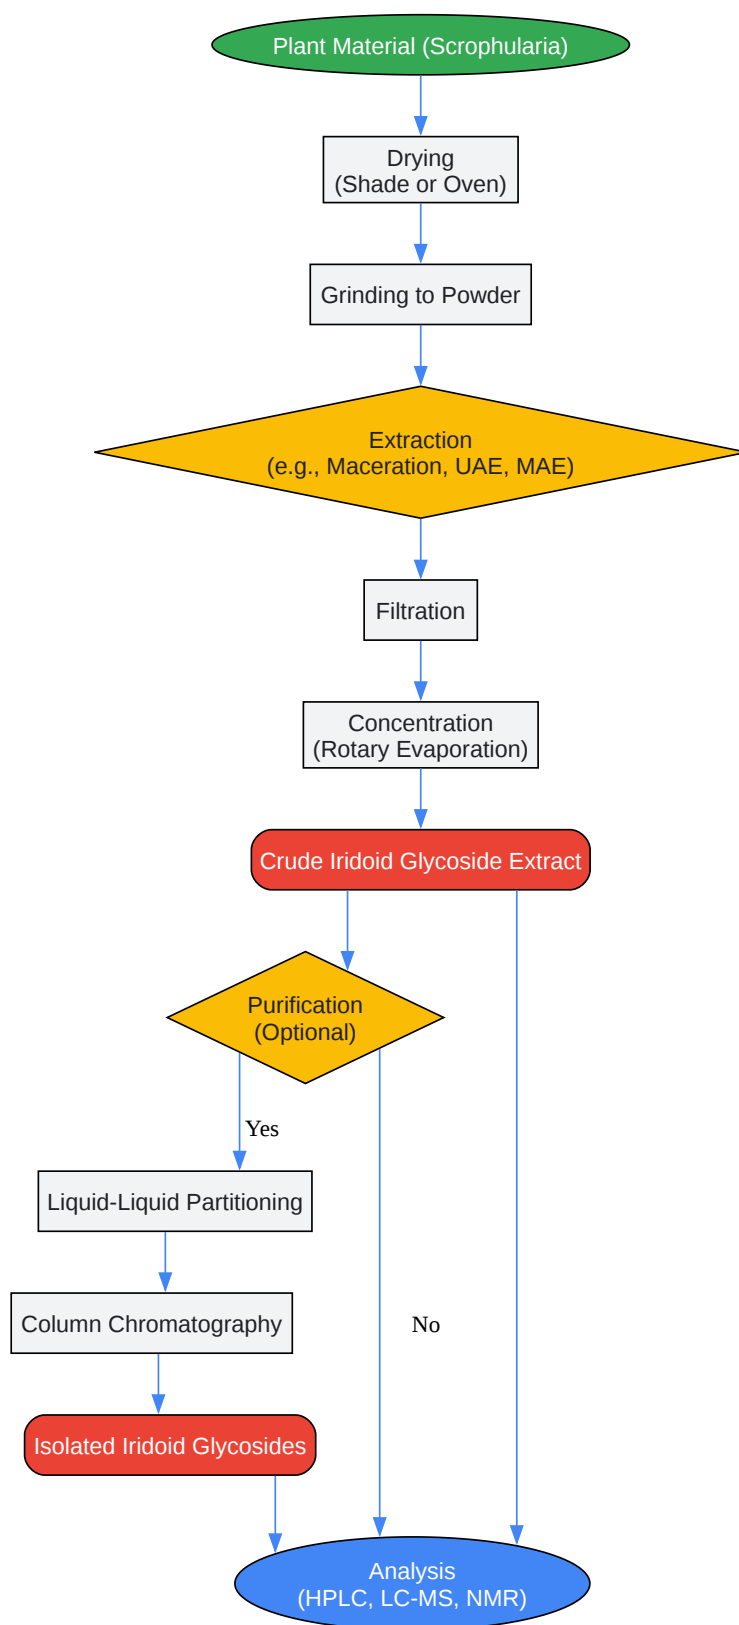 Plant Material (Scrophularia)
Drying
(Shade or Oven)
Grinding to Powder
Extraction
(e.g., Maceration, UAE, MAE)
Filtration
Concentration
(Rotary Evaporation)
Crude Iridoid Glycoside Extract
Purification
(Optional)
Yes
Liquid-Liquid Partitioning
Column Chromatography
No
Isolated Iridoid Glycosides
Analysis
(HPLC, LC-MS, NMR)